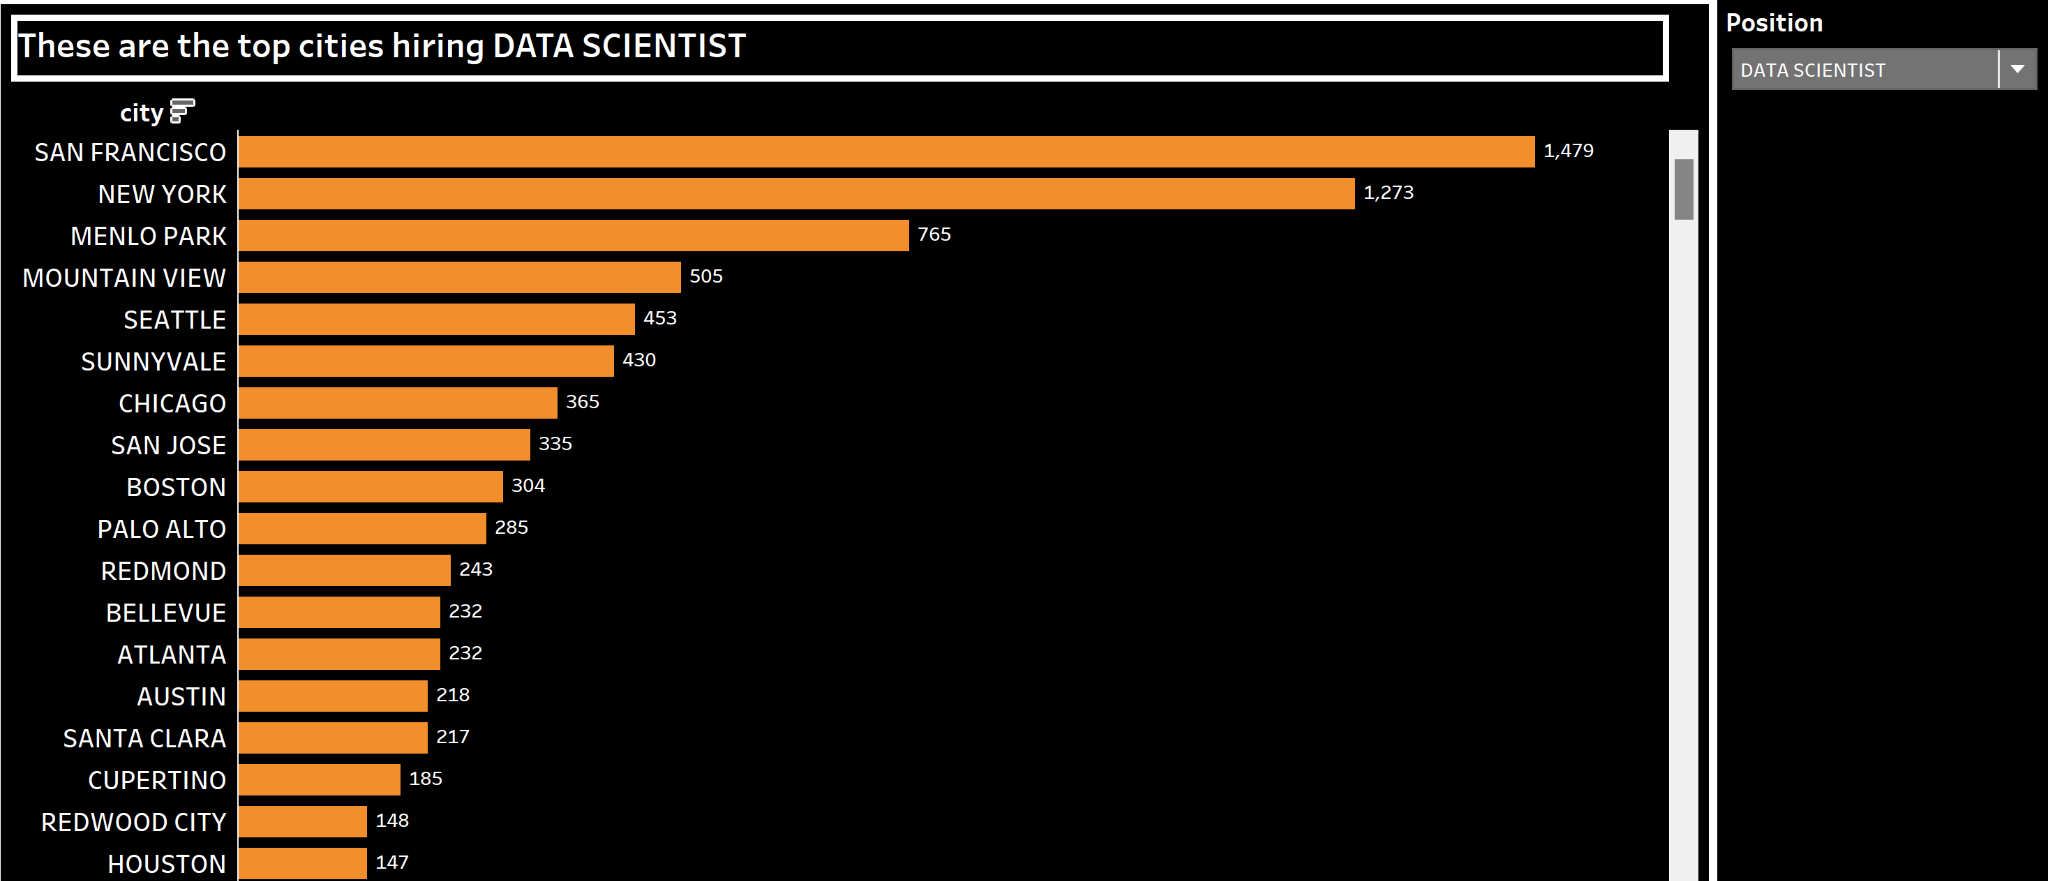 These are the top cities hiring DATA SCIENTIST
Position
DATA SCIENTIST
city
SAN FRANCISCO 1,479
NEW YORK 1,273
MENLO PARK 765
MOUNTAIN VIEW 505
SEATTLE 453
SUNNYVALE 430
CHICAGO 365
SAN JOSE 335
BOSTON 304
PALO ALTO 285
REDMOND 243
BELLEVUE 232
ATLANTA 232
AUSTIN 218
SANTA CLARA 217
CUPERTINO 185
REDWOOD CITY 148
HOUSTON 147